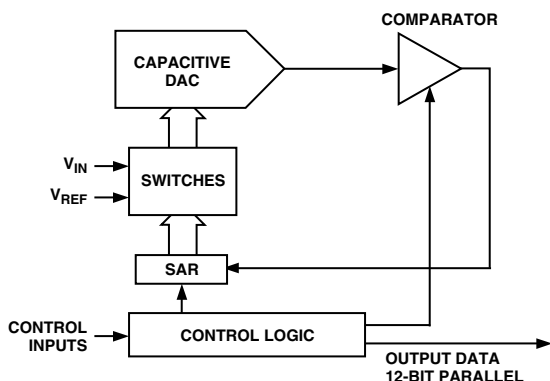 COMPARATOR
CAPACITIVE
DAC
V_IN
V_REF
SWITCHES
SAR
CONTROL
INPUTS
CONTROL LOGIC
OUTPUT DATA
12-BIT PARALLEL